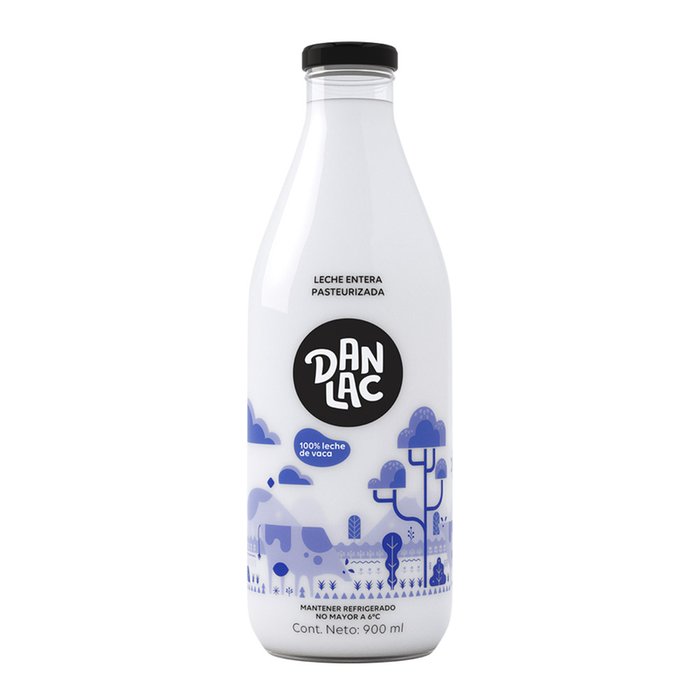 LECHE ENTERA
PASTEURIZADA
DAN
LAC
100% leche
de vaca
MANTENER REFRIGERADO
NO MAYOR A 6°C
Cont. Neto: 900 ml